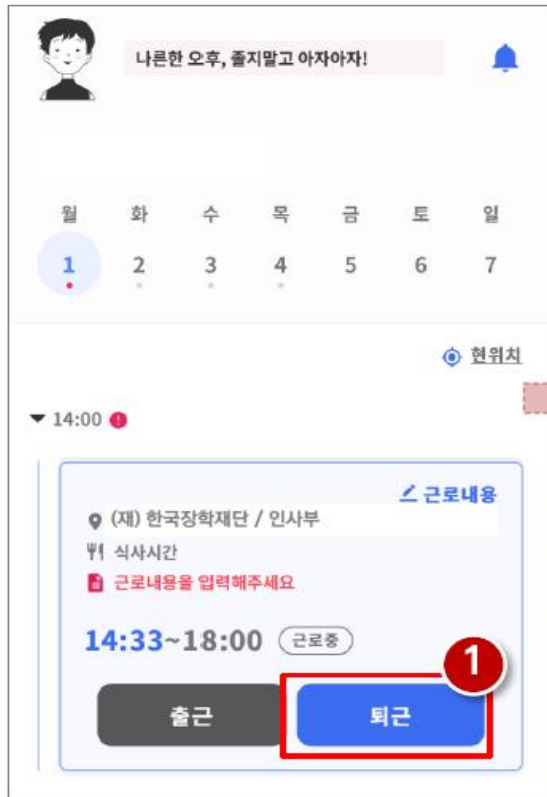 나른한 오후, 졸지말고 아자아자!
월 화 수 목 금 토 일
1 2 3 4 5 6 7
현위치
14:00
근로내용
(재) 한국장학재단 / 인사부
식사시간
근로내용을 입력해주세요
14:33~18:00 근로중
1
출근 퇴근